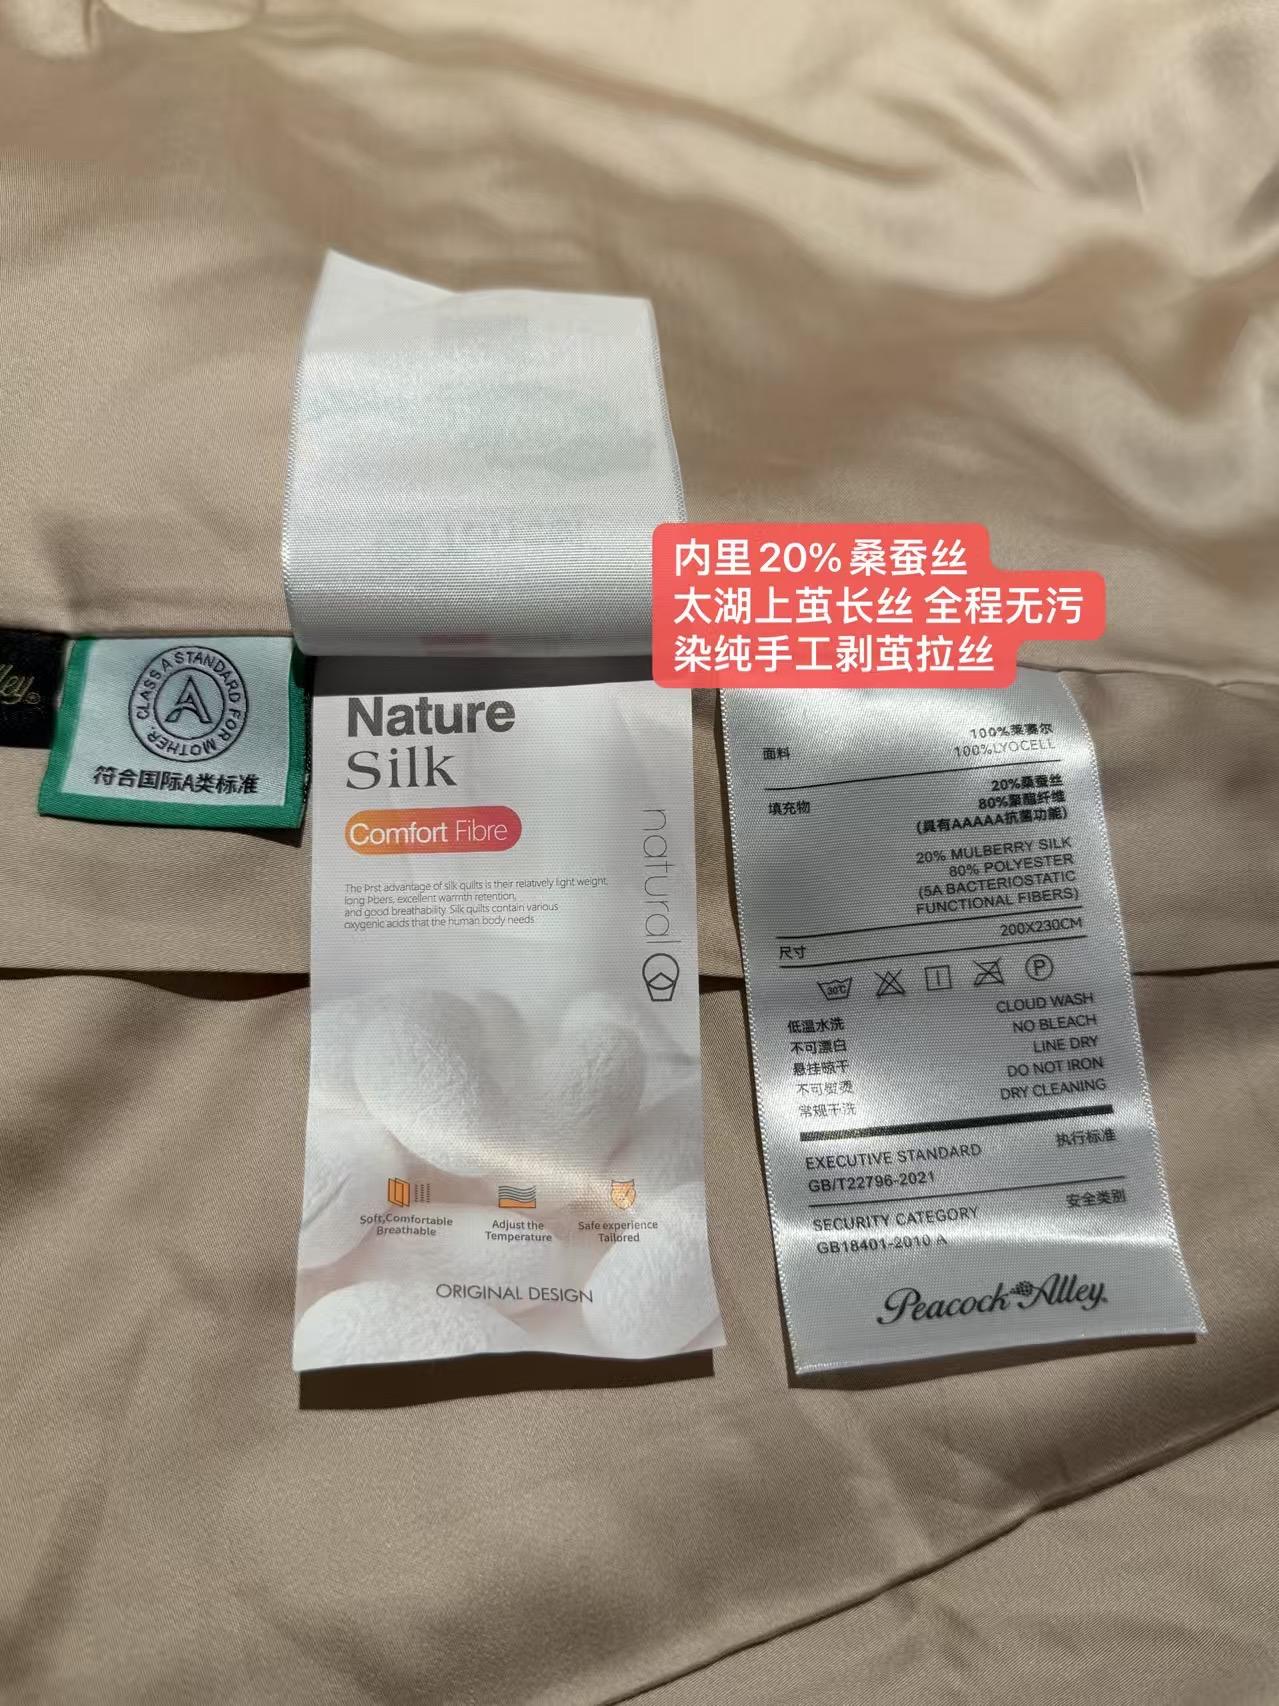 内里20%桑蚕丝
太湖上茧长丝 全程无污
染纯手工剥茧拉丝
lley®
CLASS A STANDARD FOR MOTHER.
A
符合国际A类标准
Nature
Silk
Comfort Fibre
The Þrst advantage of silk quilts is their relatively light weight,
long Þbers, excellent warmth retention,
and good breathability. Silk quilts contain various
oxygenic acids that the human body needs
natural
Soft,Comfortable
Breathable
Adjust the
Temperature
Safe experience
Tailored
ORIGINAL DESIGN
面料
100%莱赛尔
100%LYOCELL
填充物
20%桑蚕丝
80%聚酯纤维
(具有AAAAA抗菌功能)
20% MULBERRY SILK
80% POLYESTER
(5A BACTERIOSTATIC
FUNCTIONAL FIBERS)
尺寸
200X230CM
30℃
P
低温水洗 CLOUD WASH
不可漂白 NO BLEACH
悬挂晾干 LINE DRY
不可熨烫 DO NOT IRON
常规干洗 DRY CLEANING
EXECUTIVE STANDARD 执行标准
GB/T22796-2021
SECURITY CATEGORY 安全类别
GB18401-2010 A
Peacock Alley